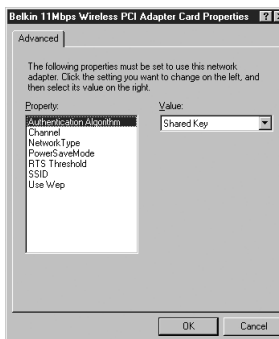 Belkin 11Mbps Wireless PCI Adapter Card Properties
Advanced
The following properties must be set to use this network
adapter. Click the setting you want to change on the left, and
then select its value on the right.
Property:
Value:
Authentication Algorithm
Channel
NetworkType
PowerSaveMode
RTS Threshold
SSID
Use Wep
Shared Key
OK
Cancel